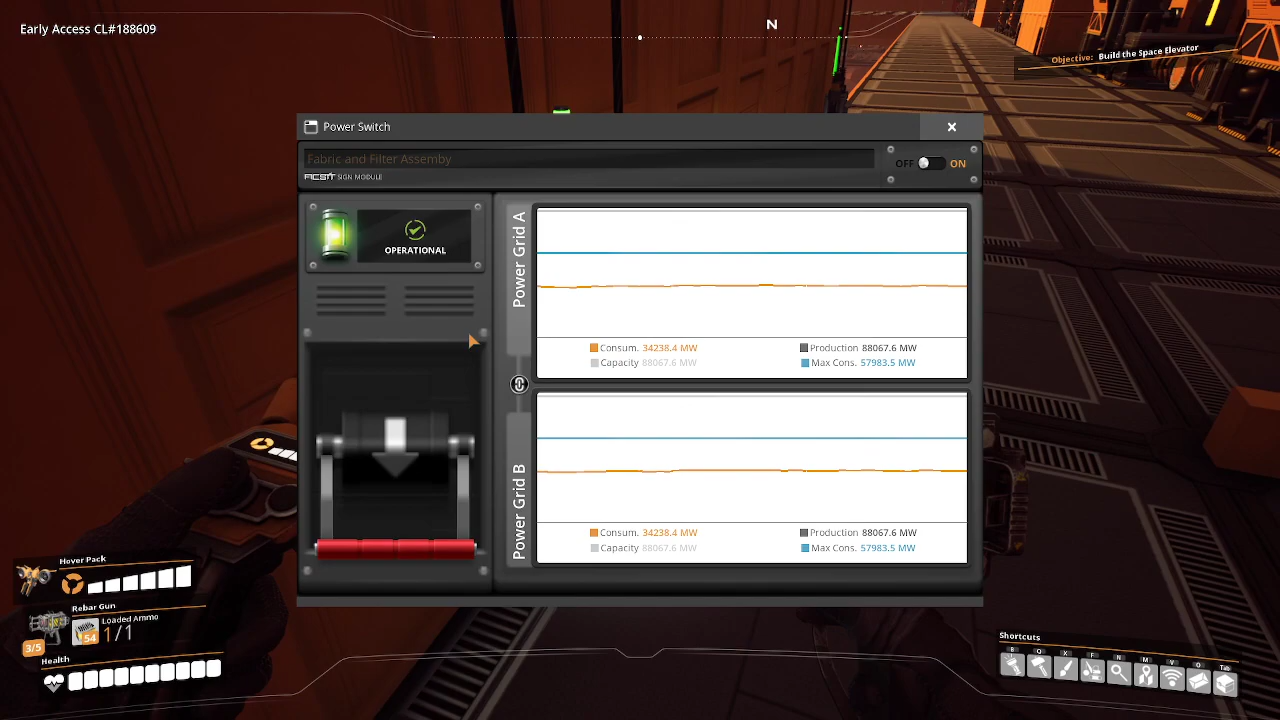 Early Access CL#188609
N
Objective: Build the Space Elevator
Power Switch
Fabric and Filter Assemby
FICSIT SIGN MODULE
OFF ON
OPERATIONAL
Power Grid A
Consum. 34238.4 MW
Production 88067.6 MW
Capacity 88067.6 MW
Max Cons. 57983.5 MW
Power Grid B
Consum. 34238.4 MW
Production 88067.6 MW
Capacity 88067.6 MW
Max Cons. 57983.5 MW
Hover Pack
Rebar Gun
Loaded Ammo
54
1/1
3/5
Health
Shortcuts
B Q X F N M V O Tab